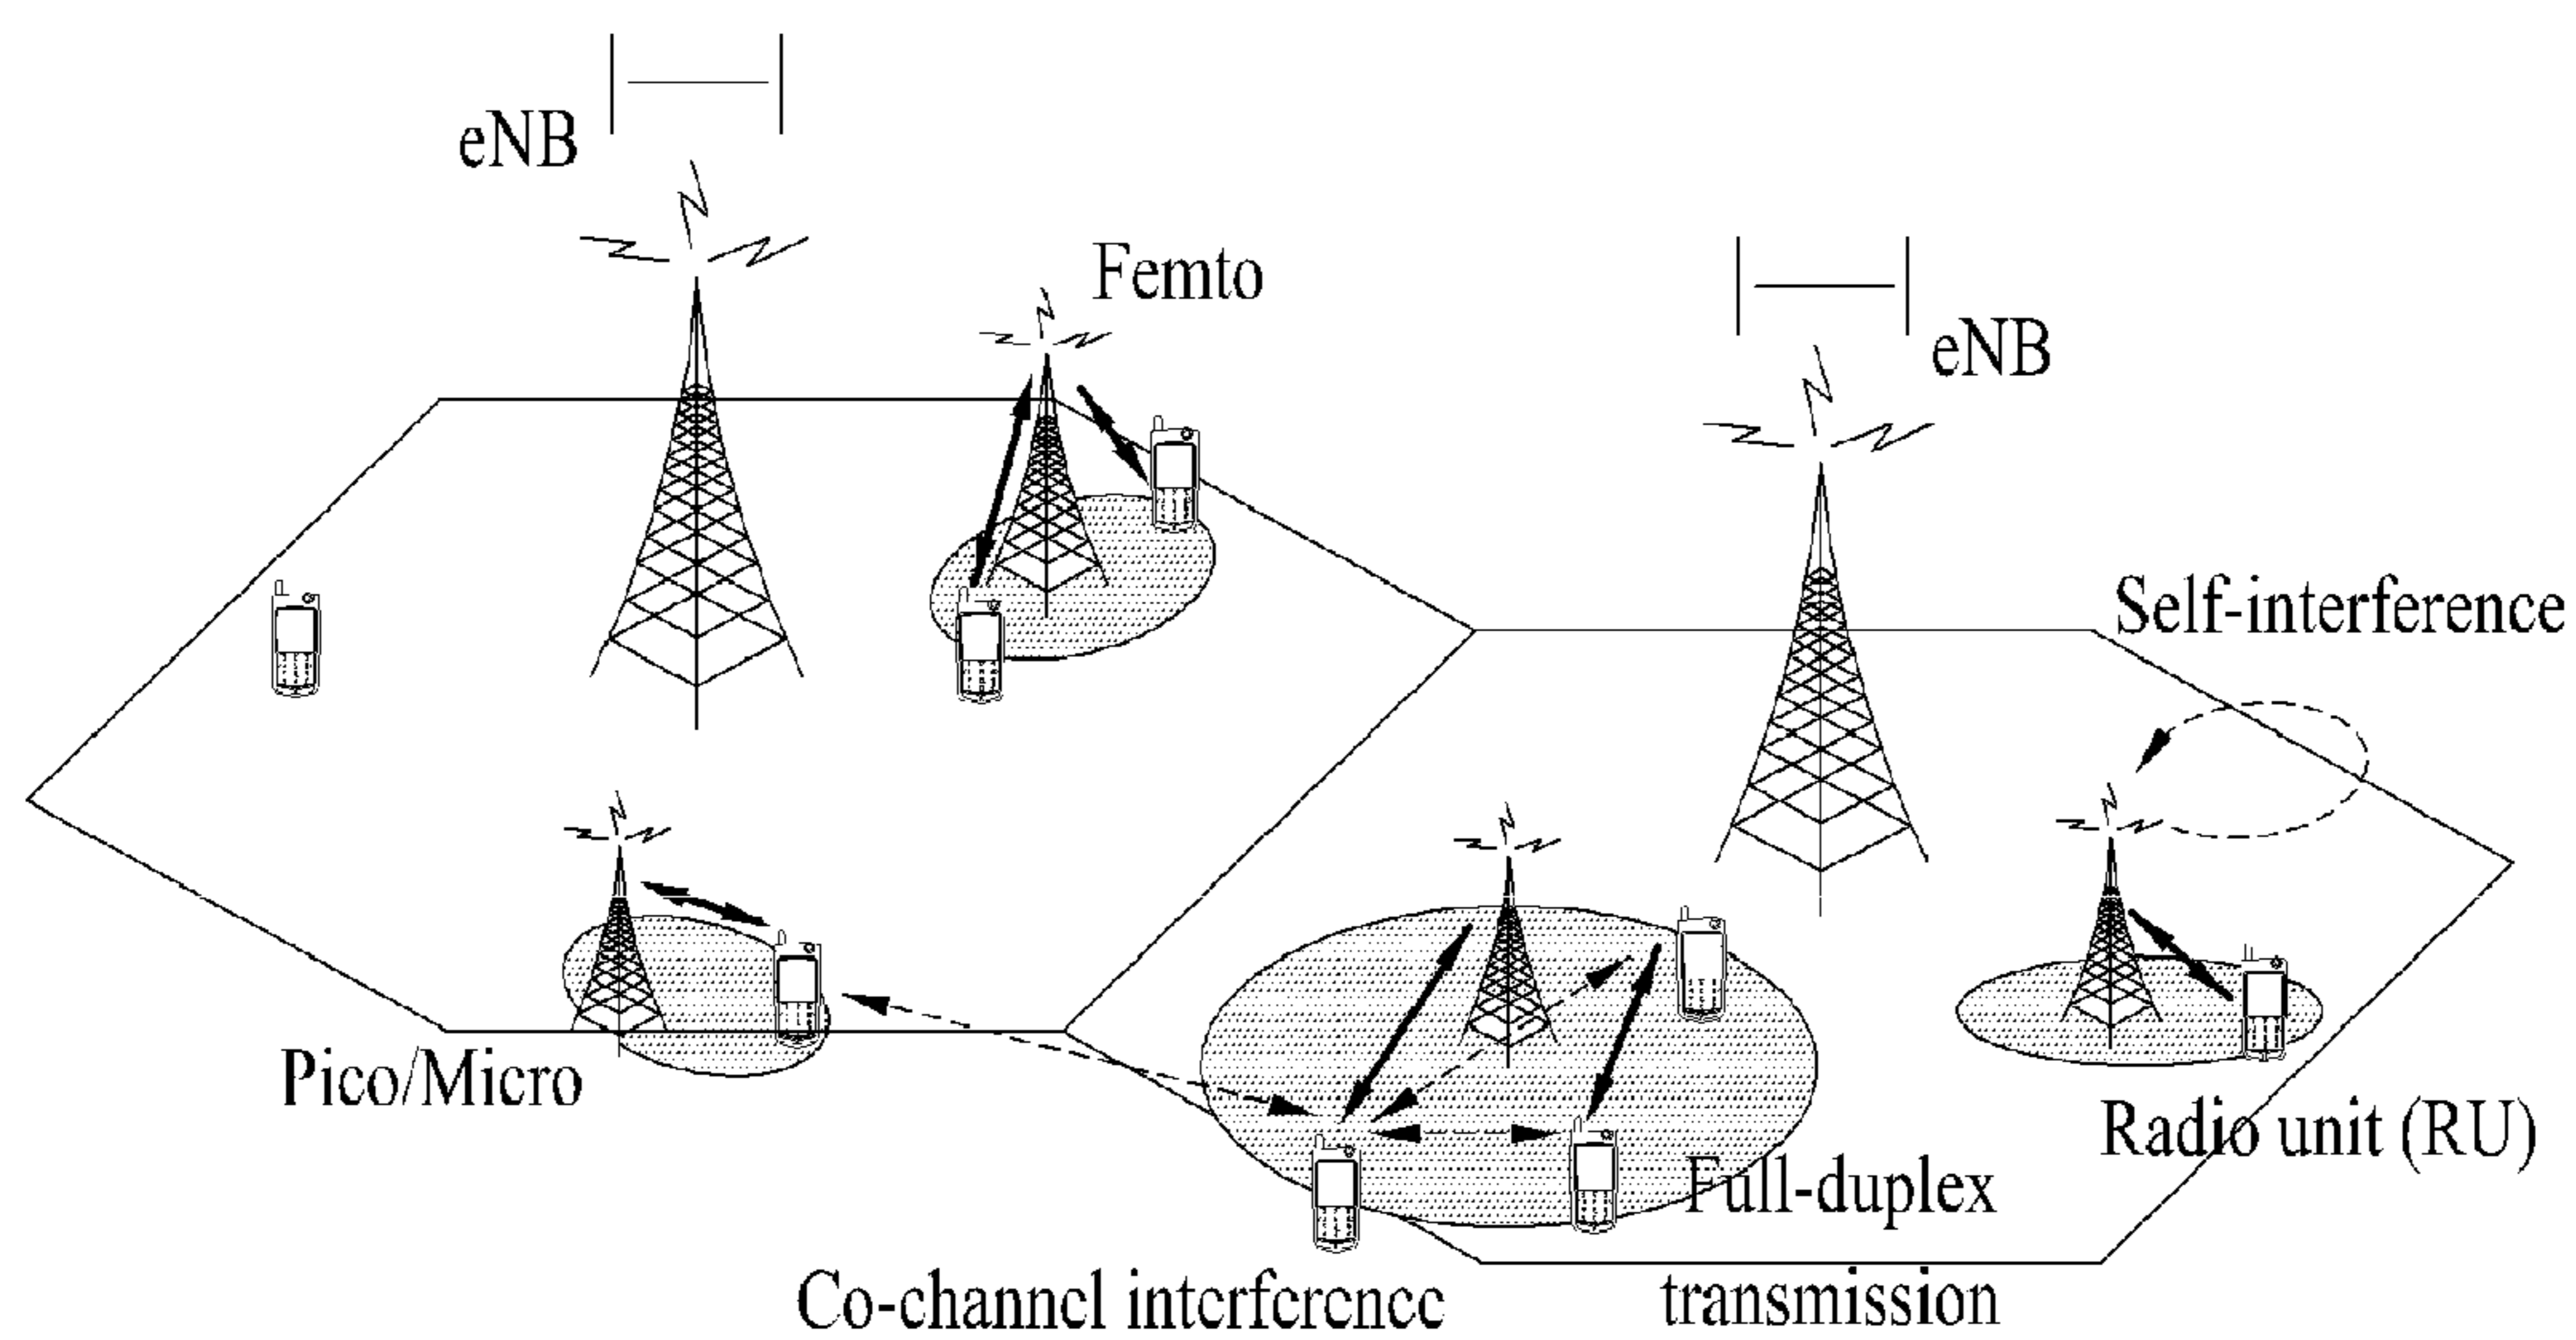 eNB
Femto
eNB
Self-interference
Pico/Micro
Radio unit (RU)
Full-duplex
transmission
Co-channel interference